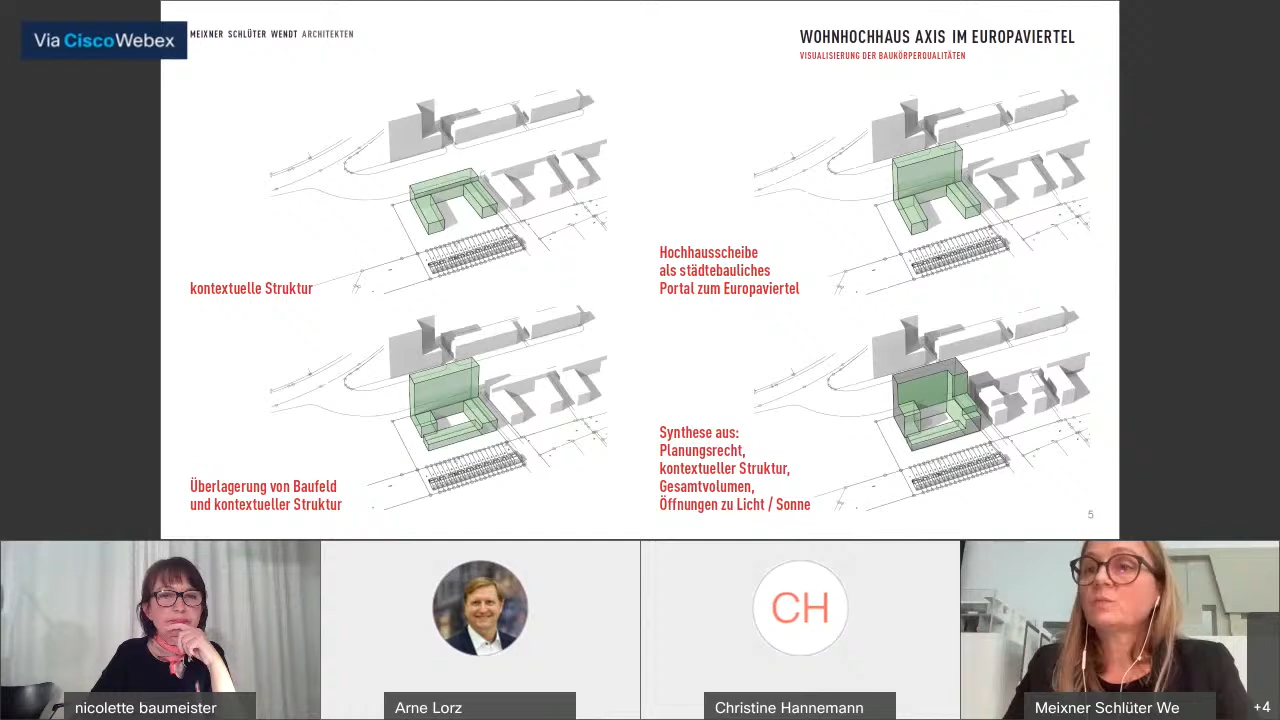 Via Cisco Webex
MEIXNER SCHLÜTER WENDT ARCHITEKTEN
WOHNHOCHHAUS AXIS IM EUROPAVIERTEL
VISUALISIERUNG DER BAUKÖRPERQUALITÄTEN
kontextuelle Struktur
Hochhausscheibe
als städtebauliches
Portal zum Europaviertel
Überlagerung von Baufeld
und kontextueller Struktur
Synthese aus:
Planungsrecht,
kontextueller Struktur,
Gesamtvolumen,
Öffnungen zu Licht / Sonne
5
CH
nicolette baumeister
Arne Lorz
Christine Hannemann
Meixner Schlüter We
+4